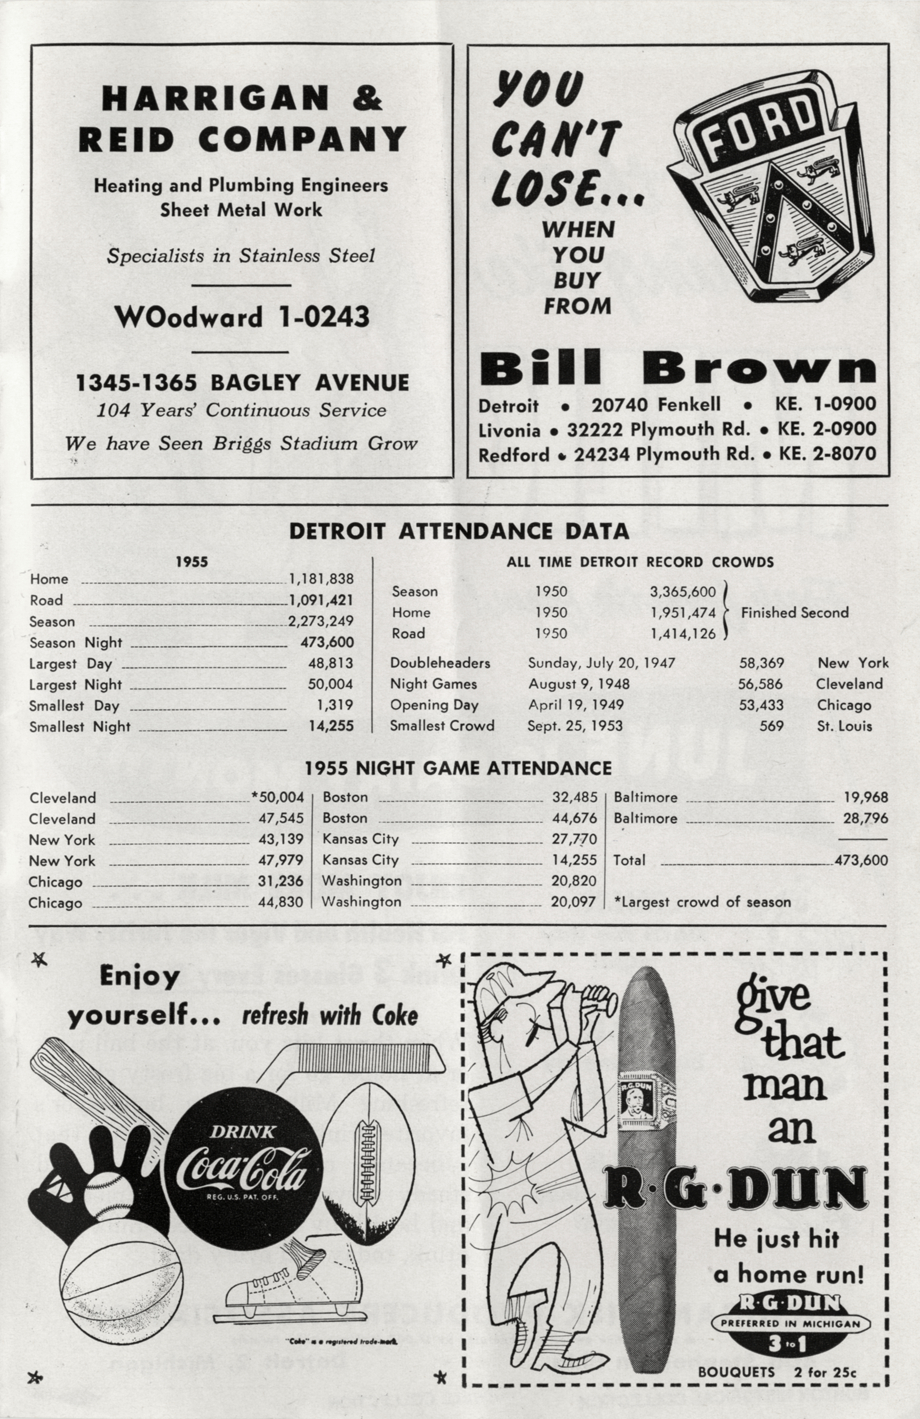 HARRIGAN &
REID COMPANY
Heating and Plumbing Engineers
Sheet Metal Work
Specialists in Stainless Steel
WOodward 1-0243
1345-1365 BAGLEY AVENUE
104 Years' Continuous Service
We have Seen Briggs Stadium Grow
YOU
CAN'T
LOSE...
WHEN
YOU
BUY
FROM
FORD
Bill Brown
Detroit • 20740 Fenkell • KE. 1-0900
Livonia • 32222 Plymouth Rd. • KE. 2-0900
Redford • 24234 Plymouth Rd. • KE. 2-8070
DETROIT ATTENDANCE DATA
1955
Home 1,181,838
Road 1,091,421
Season 2,273,249
Season Night 473,600
Largest Day 48,813
Largest Night 50,004
Smallest Day 1,319
Smallest Night 14,255
ALL TIME DETROIT RECORD CROWDS
Season 1950 3,365,600
Home 1950 1,951,474 Finished Second
Road 1950 1,414,126
Doubleheaders Sunday, July 20, 1947 58,369 New York
Night Games August 9, 1948 56,586 Cleveland
Opening Day April 19, 1949 53,433 Chicago
Smallest Crowd Sept. 25, 1953 569 St. Louis
1955 NIGHT GAME ATTENDANCE
Cleveland *50,004
Cleveland 47,545
New York 43,139
New York 47,979
Chicago 31,236
Chicago 44,830
Boston 32,485
Boston 44,676
Kansas City 27,770
Kansas City 14,255
Washington 20,820
Washington 20,097
Baltimore 19,968
Baltimore 28,796
Total 473,600
*Largest crowd of season
Enjoy
yourself... refresh with Coke
DRINK
Coca-Cola
REG. U.S. PAT. OFF.
"Coke" is a registered trade-mark.
give
that
man
an
R.G.DUN
R·G·DUN
He just hit
a home run!
R·G·DUN
PREFERRED IN MICHIGAN
3 to 1
BOUQUETS 2 for 25c